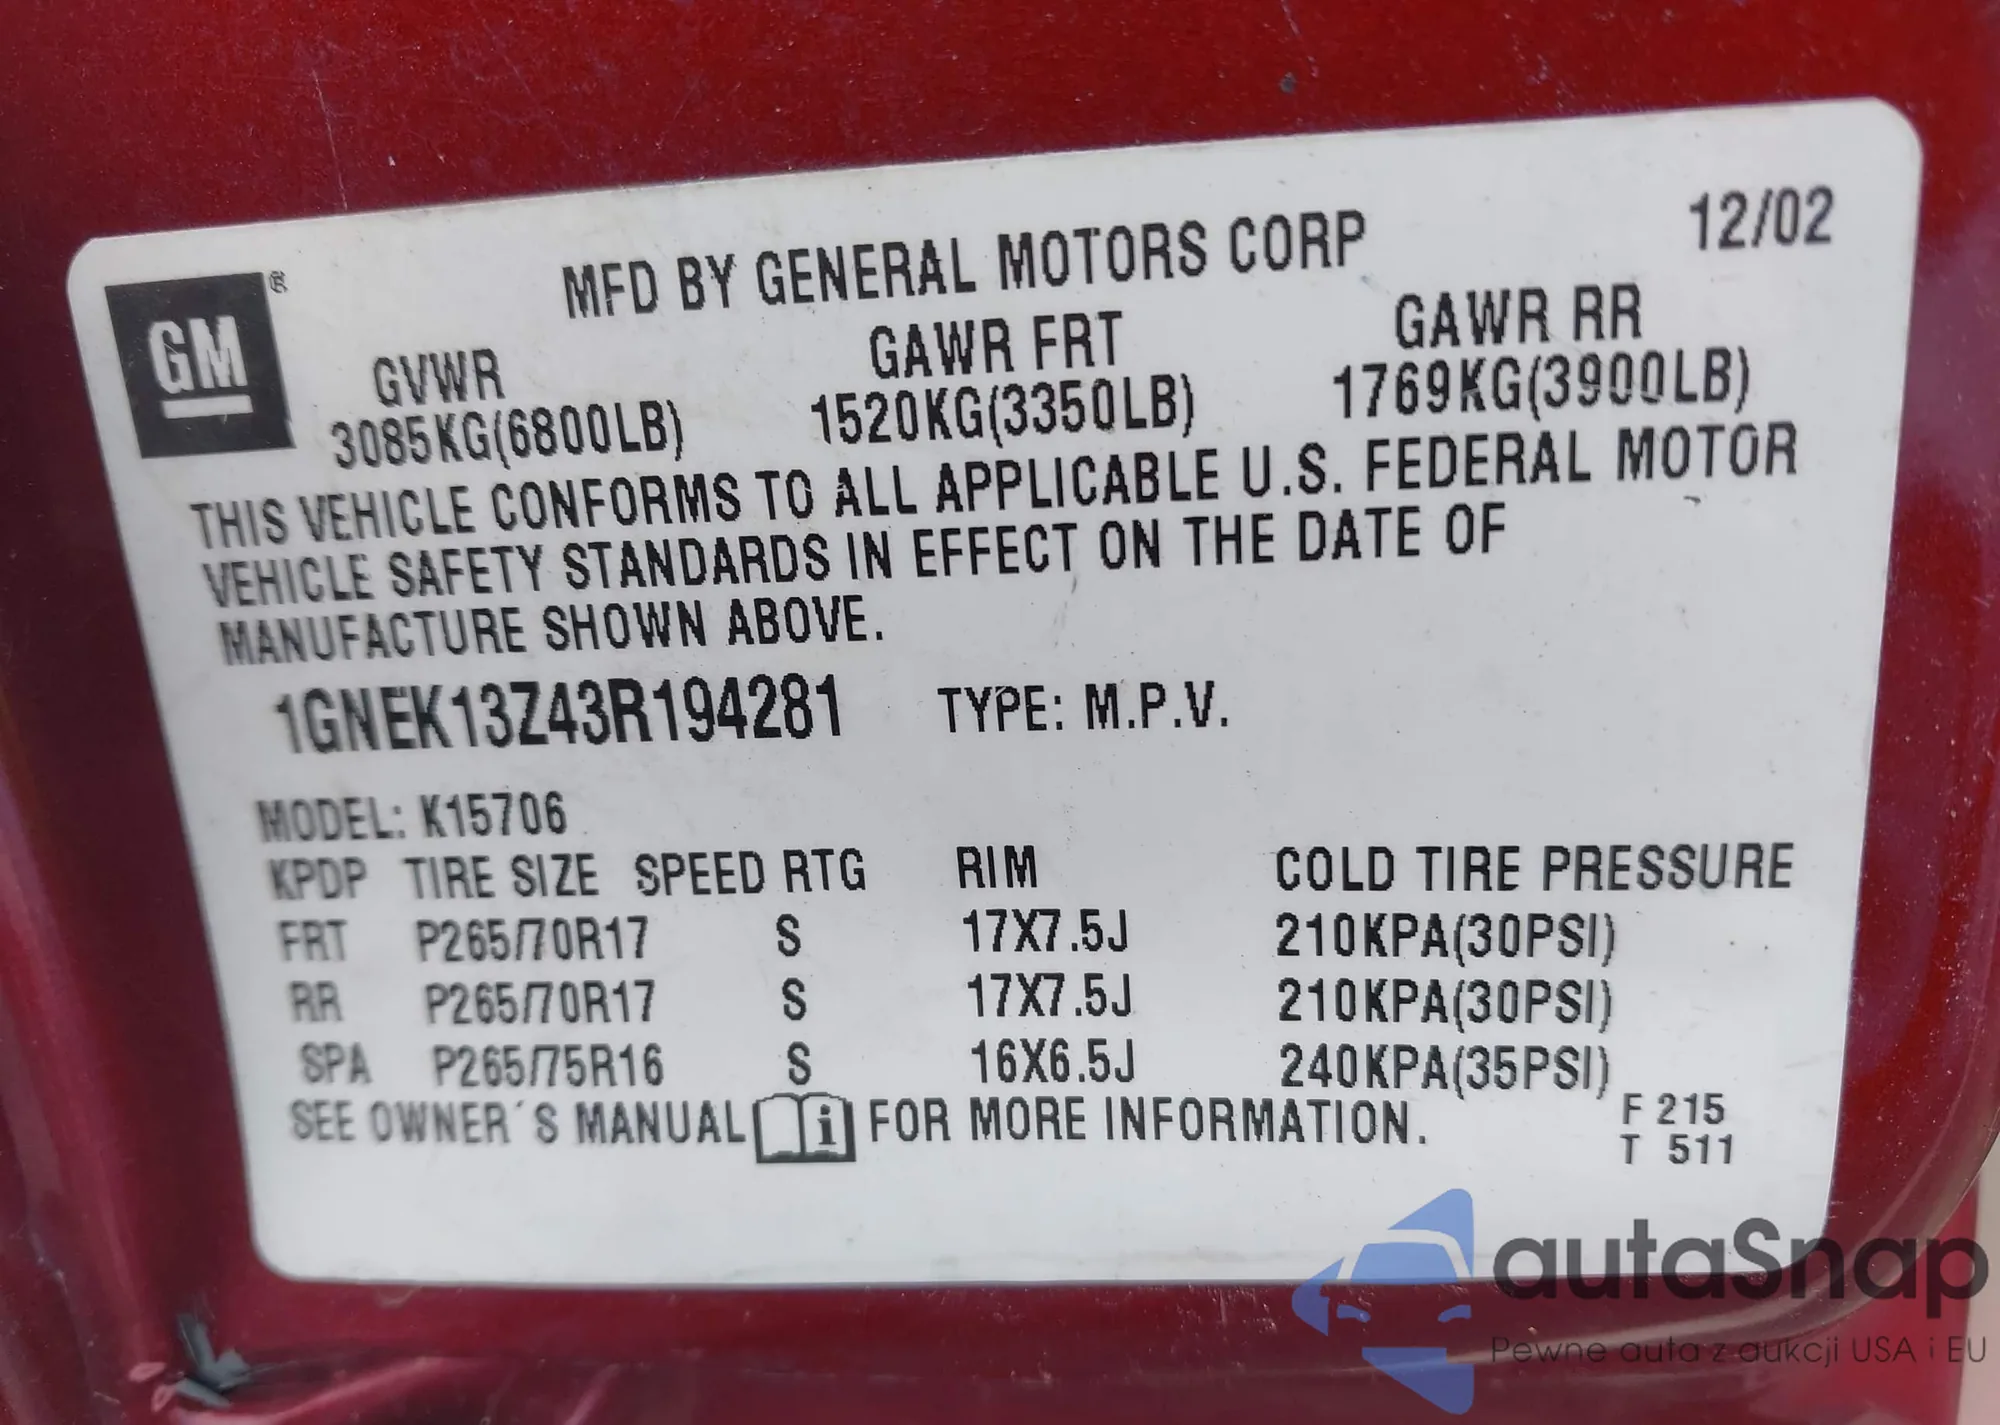 GM ®
MFD BY GENERAL MOTORS CORP 12/02
GVWR GAWR FRT GAWR RR
3085KG(6800LB) 1520KG(3350LB) 1769KG(3900LB)
THIS VEHICLE CONFORMS TO ALL APPLICABLE U.S. FEDERAL MOTOR
VEHICLE SAFETY STANDARDS IN EFFECT ON THE DATE OF
MANUFACTURE SHOWN ABOVE.
1GNEK13Z43R194281 TYPE: M.P.V.
MODEL: K15706
KPDP TIRE SIZE SPEED RTG RIM COLD TIRE PRESSURE
FRT P265/70R17 S 17X7.5J 210KPA(30PSI)
RR P265/70R17 S 17X7.5J 210KPA(30PSI)
SPA P265/75R16 S 16X6.5J 240KPA(35PSI)
SEE OWNER´S MANUAL i FOR MORE INFORMATION.
F 215
T 511
autaSnap
Pewne auta z aukcji USA i EU